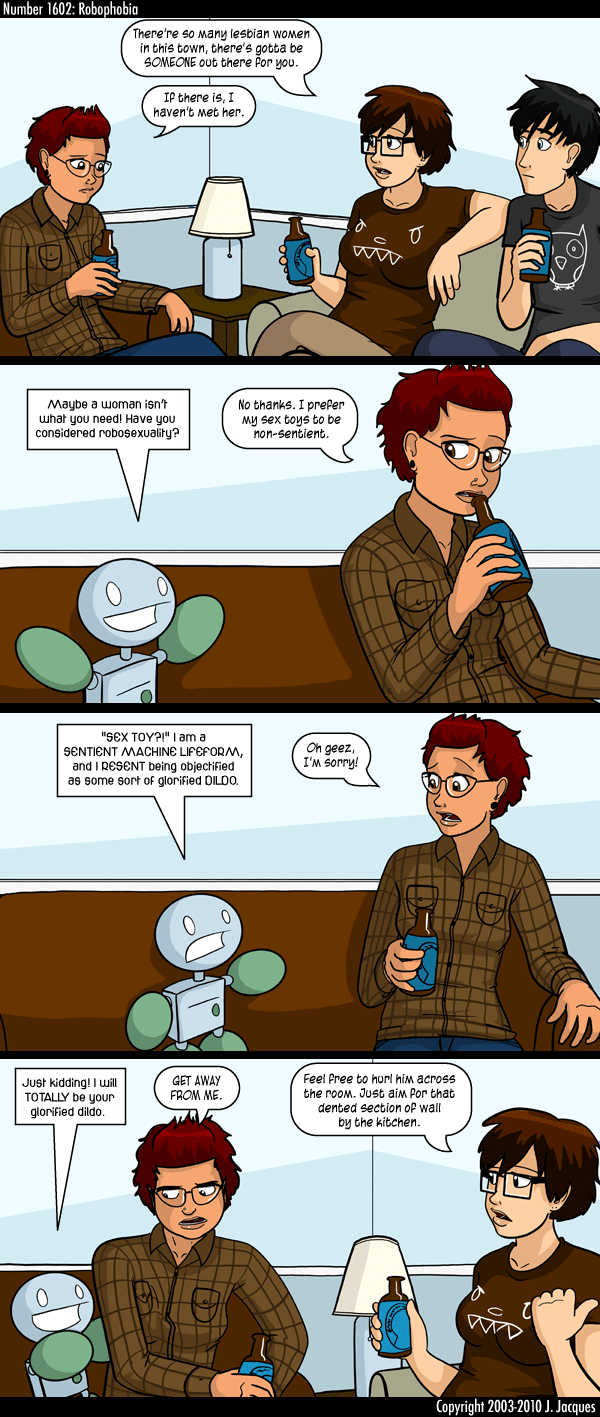 Number 1602: Robophobia
There're so many lesbian women
in this town, there's gotta be
SOMEONE out there for you.
If there is, I
haven't met her.
Maybe a woman isn't
what you need! Have you
considered robosexuality?
No thanks. I prefer
my sex toys to be
non-sentient.
"SEX TOY?!" I am a
SENTIENT MACHINE LIFEFORM,
and I RESENT being objectified
as some sort of glorified DILDO.
Oh geez,
I'm sorry!
Just kidding! I will
TOTALLY be your
glorified dildo.
GET AWAY
FROM ME.
Feel free to hurl him across
the room. Just aim for that
dented section of wall
by the kitchen.
Copyright 2003-2010 J. Jacques